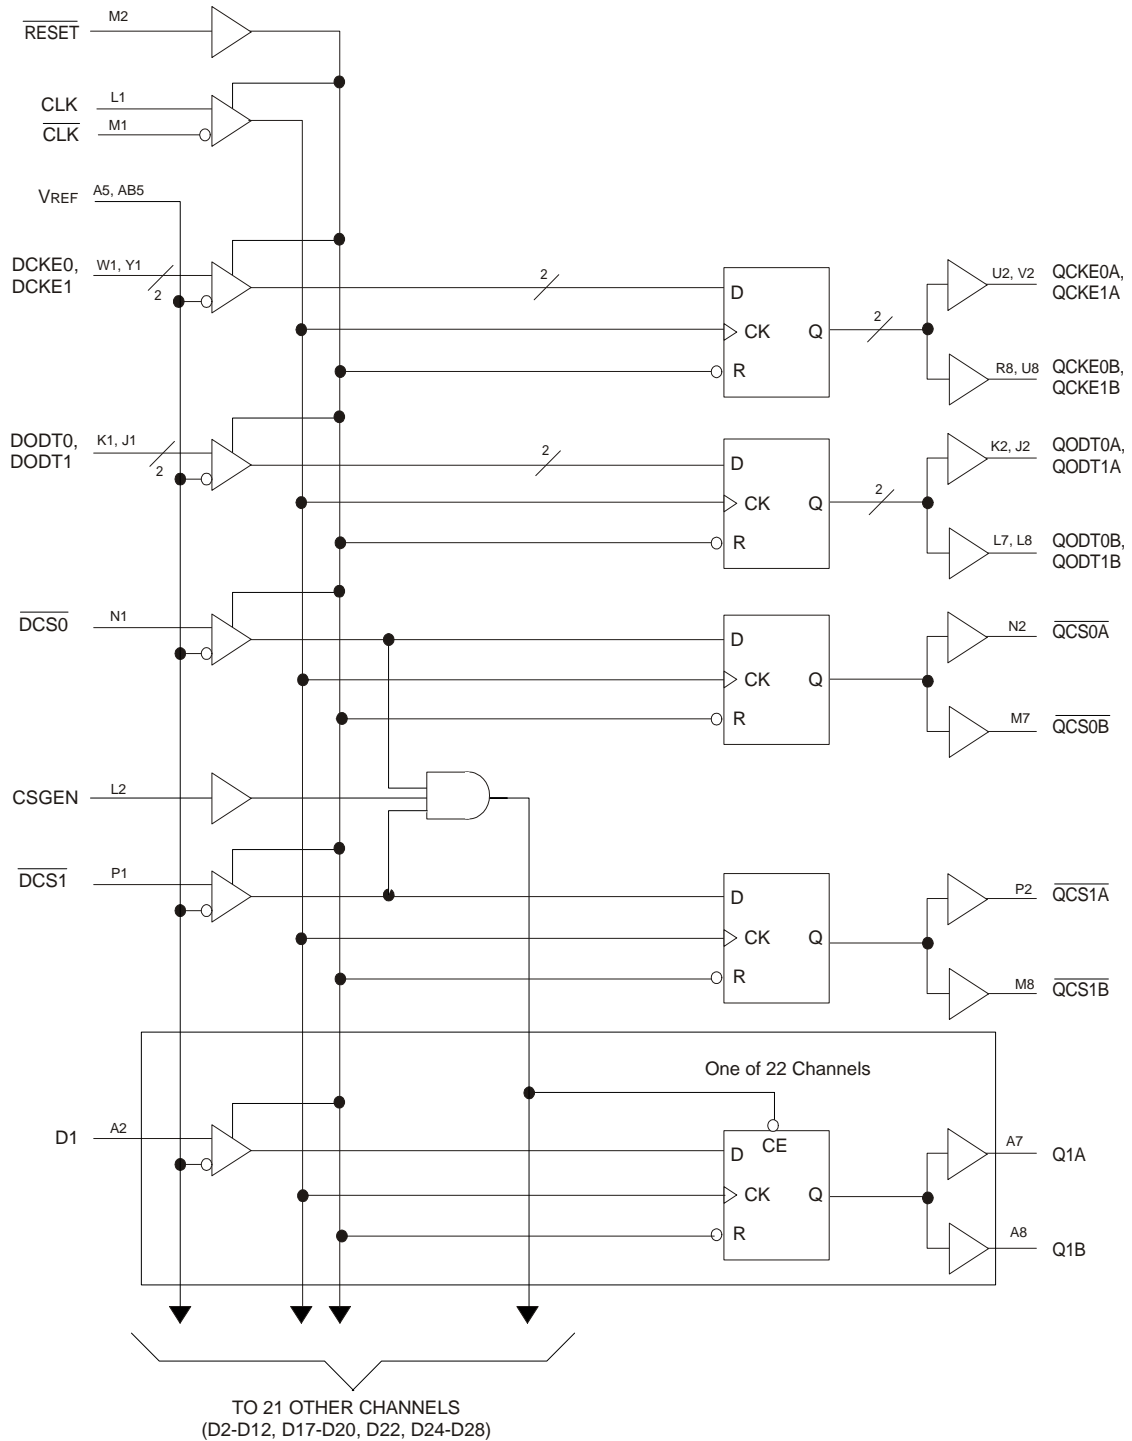 RESET
M2
CLK
L1
CLK
M1
VREF
A5, AB5
DCKE0,
DCKE1
W1, Y1
2
2
D
CK
Q
R
2
U2, V2
QCKE0A,
QCKE1A
R8, U8
QCKE0B,
QCKE1B
DODT0,
DODT1
K1, J1
2
2
D
CK
Q
R
2
K2, J2
QODT0A,
QODT1A
L7, L8
QODT0B,
QODT1B
DCS0
N1
D
CK
Q
R
N2
QCS0A
M7
QCS0B
CSGEN
L2
DCS1
P1
D
CK
Q
R
P2
QCS1A
M8
QCS1B
One of 22 Channels
D1
A2
D
CE
CK
Q
R
A7
Q1A
A8
Q1B
TO 21 OTHER CHANNELS
(D2-D12, D17-D20, D22, D24-D28)